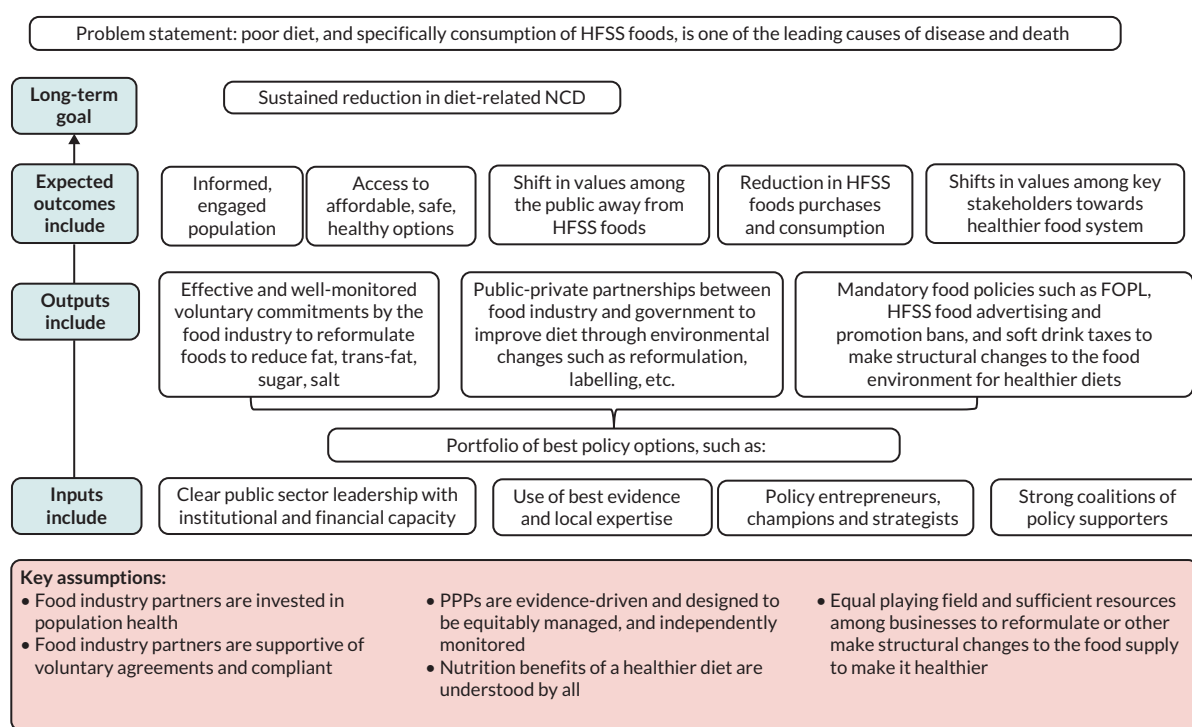 Problem statement: poor diet, and specifically consumption of HFSS foods, is one of the leading causes of disease and death
Long-term
goal
Sustained reduction in diet-related NCD
Expected
outcomes
include
Informed,
engaged
population
Access to
affordable, safe,
healthy options
Shift in values among
the public away from
HFSS foods
Reduction in HFSS
foods purchases
and consumption
Shifts in values among key
stakeholders towards
healthier food system
Outputs
include
Effective and well-monitored
voluntary commitments by the
food industry to reformulate
foods to reduce fat, trans-fat,
sugar, salt
Public-private partnerships between
food industry and government to
improve diet through environmental
changes such as reformulation,
labelling, etc.
Mandatory food policies such as FOPL,
HFSS food advertising and
promotion bans, and soft drink taxes to
make structural changes to the food
environment for healthier diets
Portfolio of best policy options, such as:
Inputs
include
Clear public sector leadership with
institutional and financial capacity
Use of best evidence
and local expertise
Policy entrepreneurs,
champions and strategists
Strong coalitions of
policy supporters
Key assumptions:
• Food industry partners are invested in
population health
• Food industry partners are supportive of
voluntary agreements and compliant
• PPPs are evidence-driven and designed to
be equitably managed, and independently
monitored
• Nutrition benefits of a healthier diet are
understood by all
• Equal playing field and sufficient resources
among businesses to reformulate or other
make structural changes to the food supply
to make it healthier